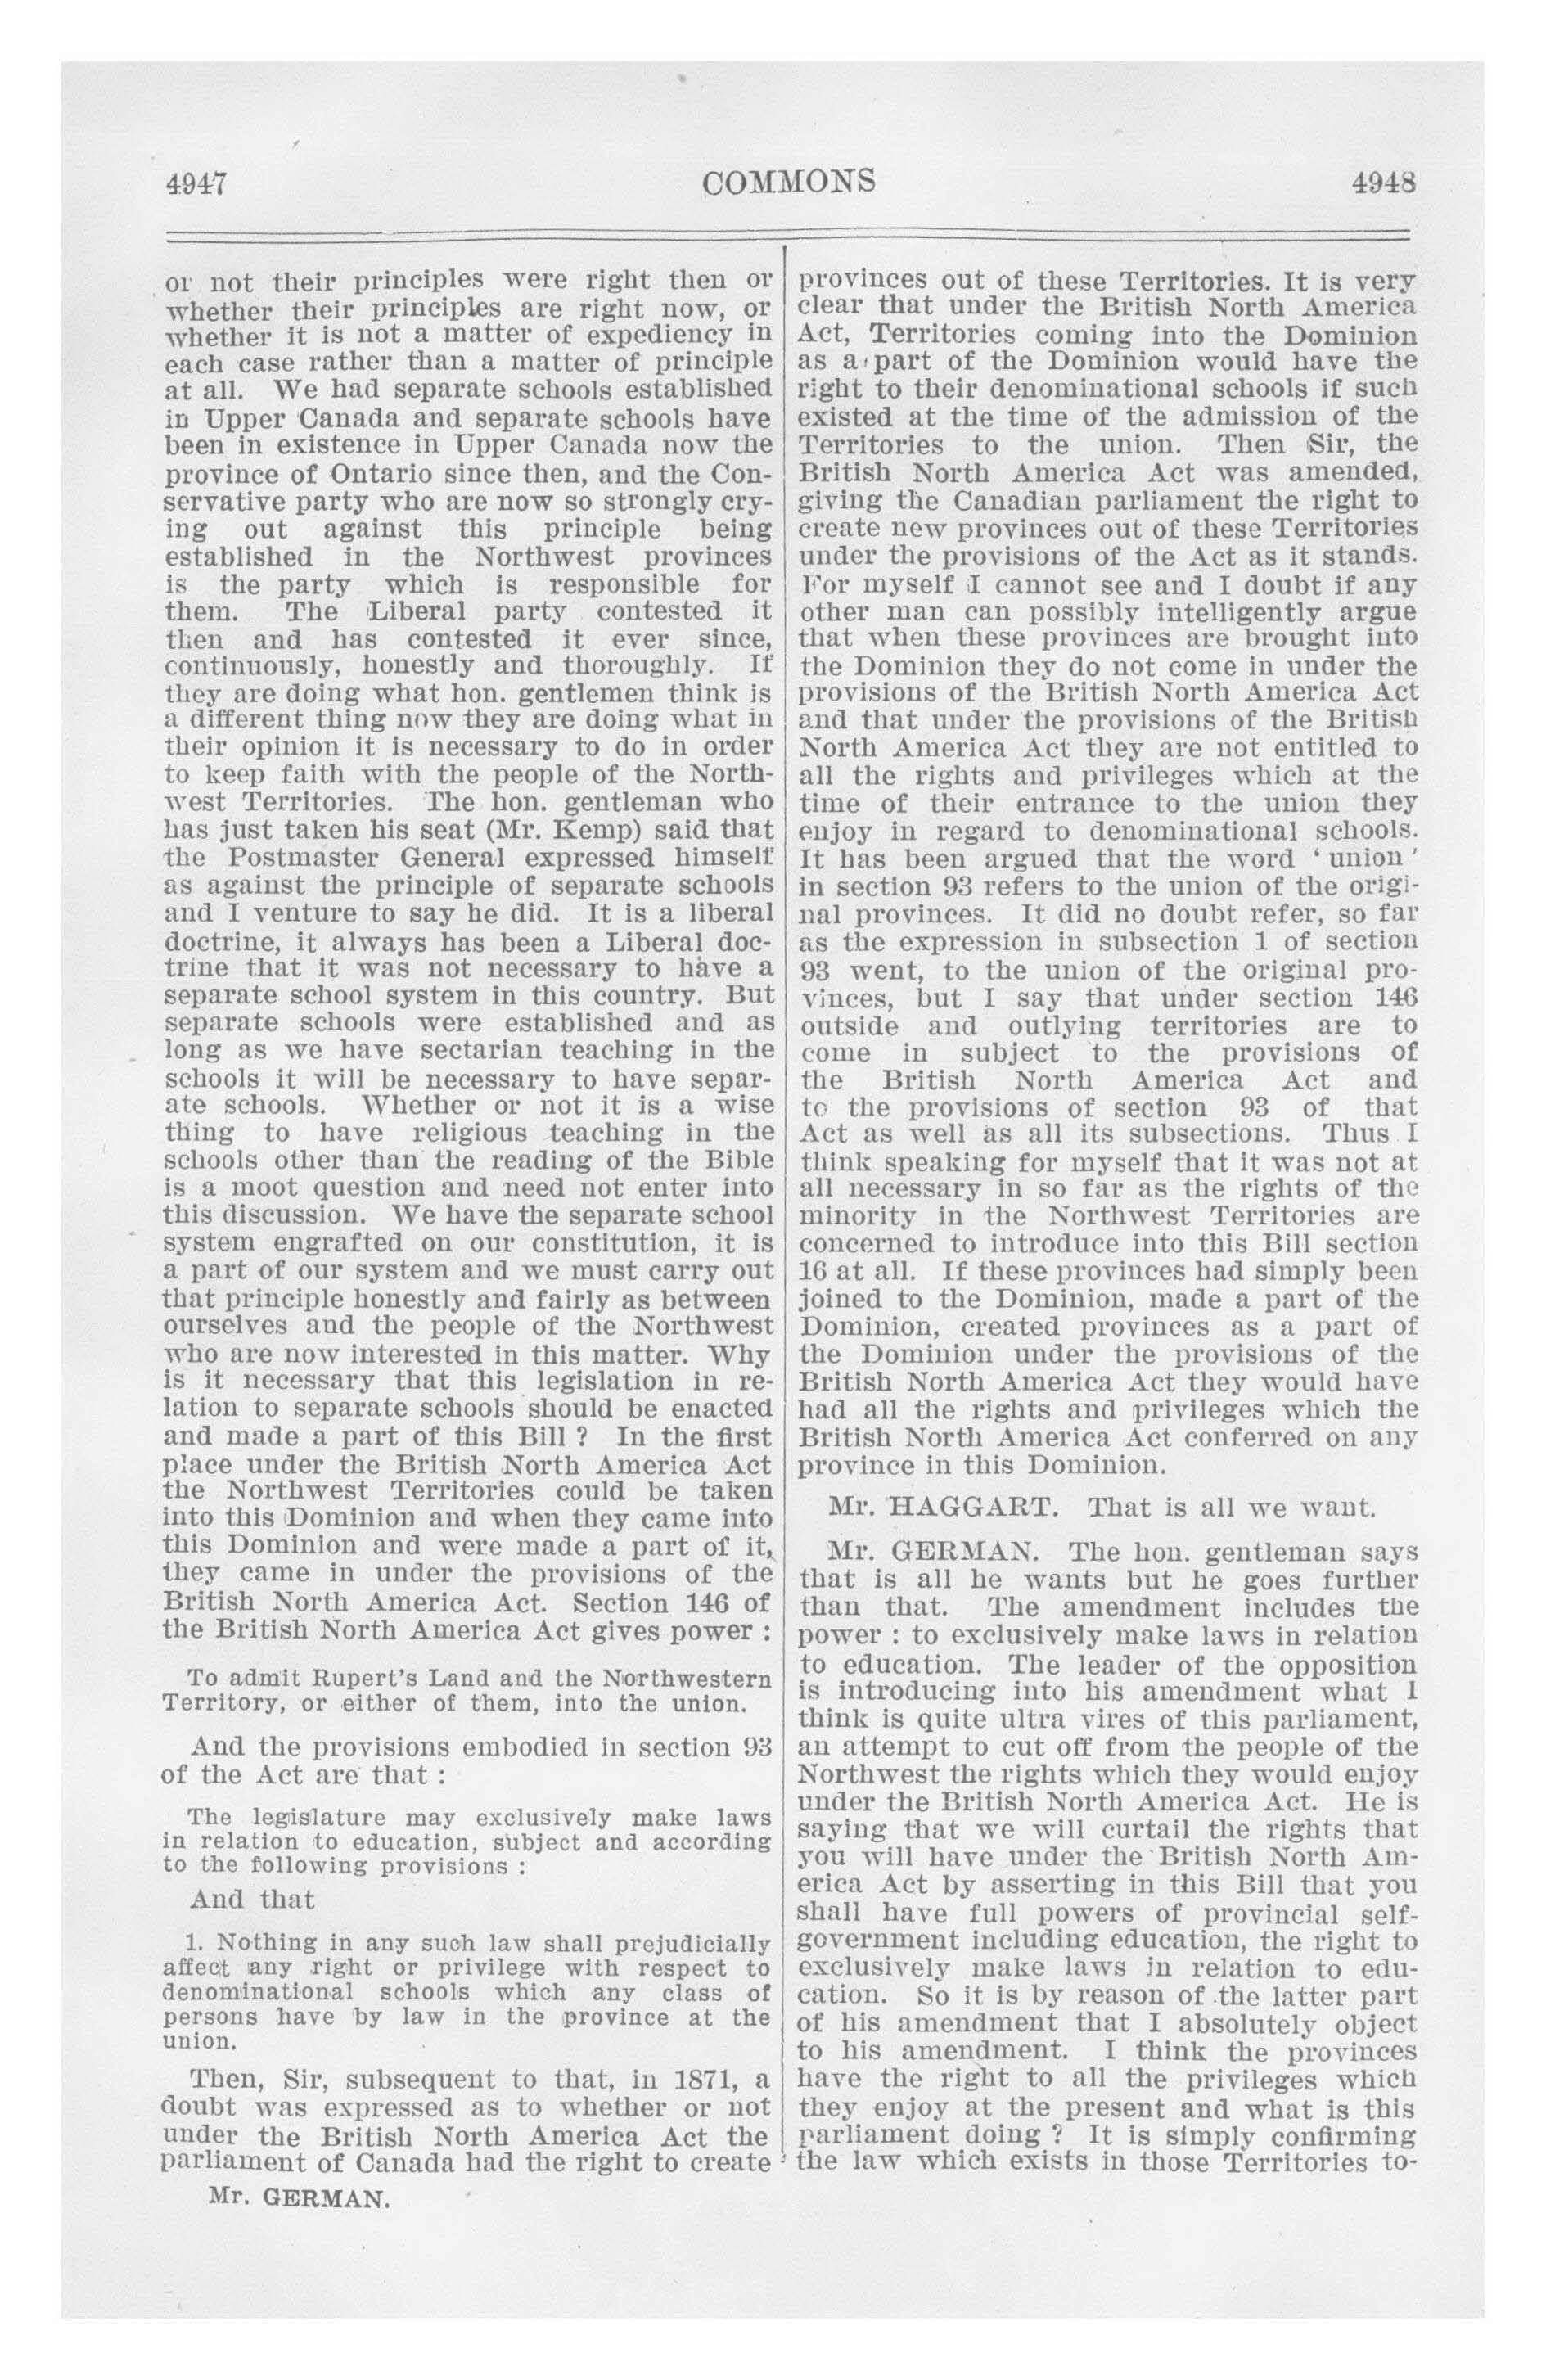 4947
COMMONS
4948
or not their principles were right then or
whether their principles are right now, or
whether it is not a matter of expediency in
each case rather than a matter of principle
at all. We had separate schools established
in Upper Canada and separate schools have
been in existence in Upper Canada now the
province of Ontario since then, and the Con-
servative party who are now so strongly cry-
ing out against this principle being
established in the Northwest provinces
is the party which is responsible for
them. The Liberal party contested it
then and has contested it ever since,
continuously, honestly and thoroughly. If
they are doing what hon. gentlemen think is
a different thing now they are doing what in
their opinion it is necessary to do in order
to keep faith with the people of the North-
west Territories. The hon. gentleman who
has just taken his seat (Mr. Kemp) said that
the Postmaster General expressed himself
as against the principle of separate schools
and I venture to say he did. It is a liberal
doctrine, it always has been a Liberal doc-
trine that it was not necessary to have a
separate school system in this country. But
separate schools were established and as
long as we have sectarian teaching in the
schools it will be necessary to have separ-
ate schools. Whether or not it is a wise
thing to have religious teaching in the
schools other than the reading of the Bible
is a moot question and need not enter into
this discussion. We have the separate school
system engrafted on our constitution, it is
a part of our system and we must carry out
that principle honestly and fairly as between
ourselves and the people of the Northwest
who are now interested in this matter. Why
is it necessary that this legislation in re-
lation to separate schools should be enacted
and made a part of this Bill ? In the first
place under the British North America Act
the Northwest Territories could be taken
into this Dominion and when they came into
this Dominion and were made a part of it,
they came in under the provisions of the
British North America Act. Section 146 of
the British North America Act gives power :
To admit Rupert's Land and the Northwestern
Territory, or either of them, into the union.
And the provisions embodied in section 93
of the Act are that :
The legislature may exclusively make laws
in relation to education, subject and according
to the following provisions :
And that
1. Nothing in any such law shall prejudicially
affect any right or privilege with respect to
denominational schools which any class of
persons have by law in the province at the
union.
Then, Sir, subsequent to that, in 1871, a
doubt was expressed as to whether or not
under the British North America Act the
parliament of Canada had the right to create
Mr. GERMAN.
provinces out of these Territories. It is very
clear that under the British North America
Act, Territories coming into the Dominion
as a part of the Dominion would have the
right to their denominational schools if such
existed at the time of the admission of the
Territories to the union. Then Sir, the
British North America Act was amended,
giving the Canadian parliament the right to
create new provinces out of these Territories
under the provisions of the Act as it stands.
For myself I cannot see and I doubt if any
other man can possibly intelligently argue
that when these provinces are brought into
the Dominion they do not come in under the
provisions of the British North America Act
and that under the provisions of the British
North America Act they are not entitled to
all the rights and privileges which at the
time of their entrance to the union they
enjoy in regard to denominational schools.
It has been argued that the word ' union '
in section 93 refers to the union of the origi-
nal provinces. It did no doubt refer, so far
as the expression in subsection 1 of section
93 went, to the union of the original pro-
vinces, but I say that under section 146
outside and outlying territories are to
come in subject to the provisions of
the British North America Act and
to the provisions of section 93 of that
Act as well as all its subsections. Thus I
think speaking for myself that it was not at
all necessary in so far as the rights of the
minority in the Northwest Territories are
concerned to introduce into this Bill section
16 at all. If these provinces had simply been
joined to the Dominion, made a part of the
Dominion, created provinces as a part of
the Dominion under the provisions of the
British North America Act they would have
had all the rights and privileges which the
British North America Act conferred on any
province in this Dominion.
Mr. HAGGART. That is all we want.
Mr. GERMAN. The hon. gentleman says
that is all he wants but he goes further
than that. The amendment includes the
power : to exclusively make laws in relation
to education. The leader of the opposition
is introducing into his amendment what I
think is quite ultra vires of this parliament,
an attempt to cut off from the people of the
Northwest the rights which they would enjoy
under the British North America Act. He is
saying that we will curtail the rights that
you will have under the British North Am-
erica Act by asserting in this Bill that you
shall have full powers of provincial self-
government including education, the right to
exclusively make laws in relation to edu-
cation. So it is by reason of the latter part
of his amendment that I absolutely object
to his amendment. I think the provinces
have the right to all the privileges which
they enjoy at the present and what is this
parliament doing ? It is simply confirming
the law which exists in those Territories to-